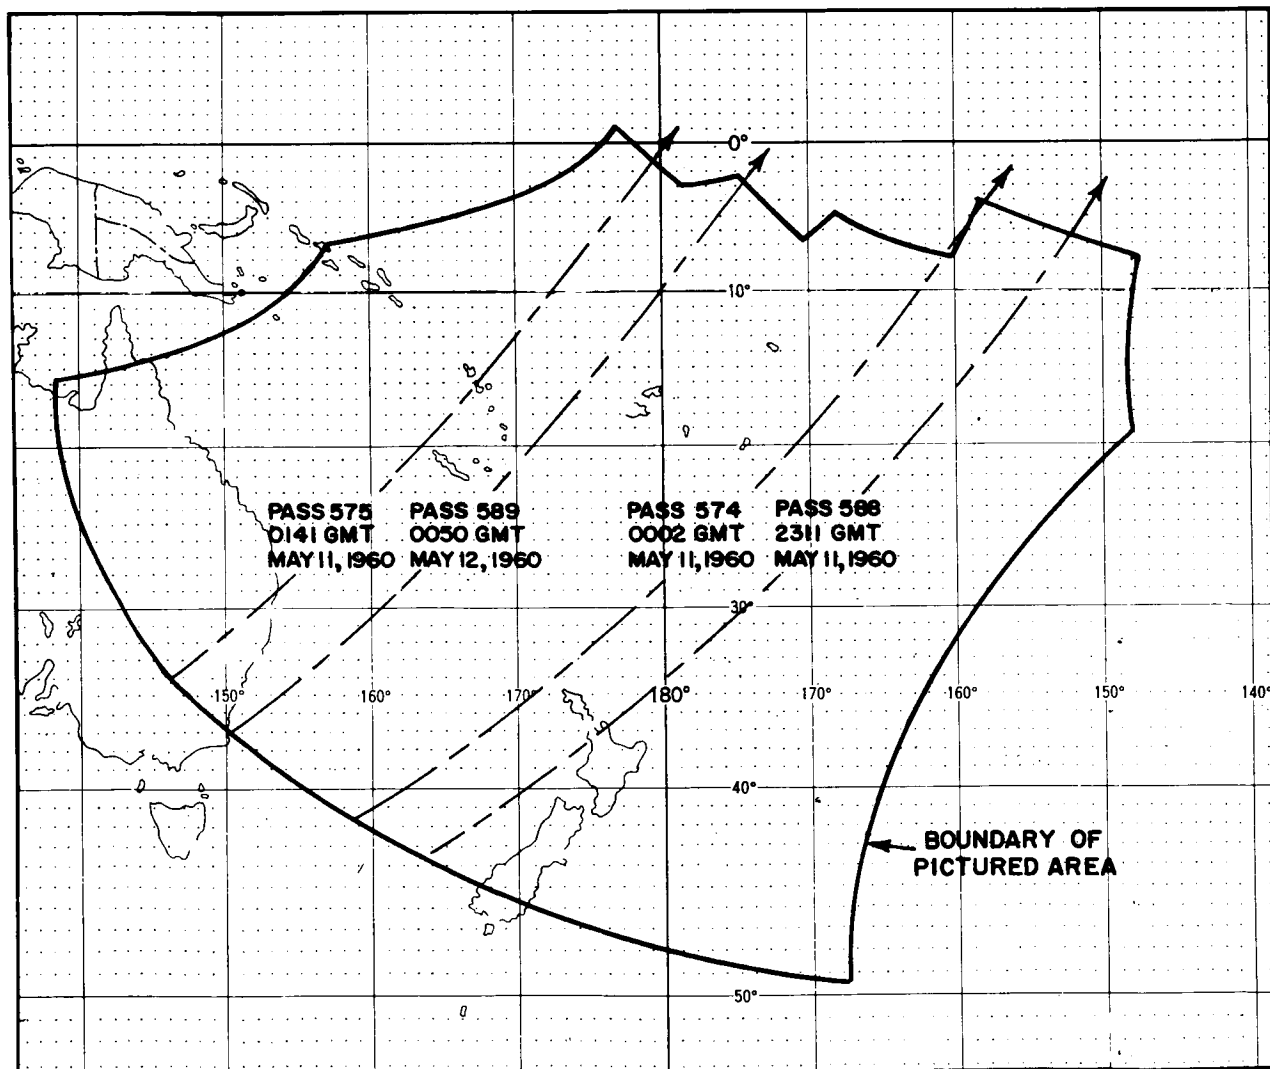 0°
10°
20°
PASS 575
0141 GMT
MAY 11, 1960
PASS 589
0050 GMT
MAY 12, 1960
PASS 574
0002 GMT
MAY 11, 1960
PASS 588
2311 GMT
MAY 11, 1960
30°
150° 160° 170° 180° 170° 160° 150° 140°
40°
BOUNDARY OF
PICTURED AREA
50°